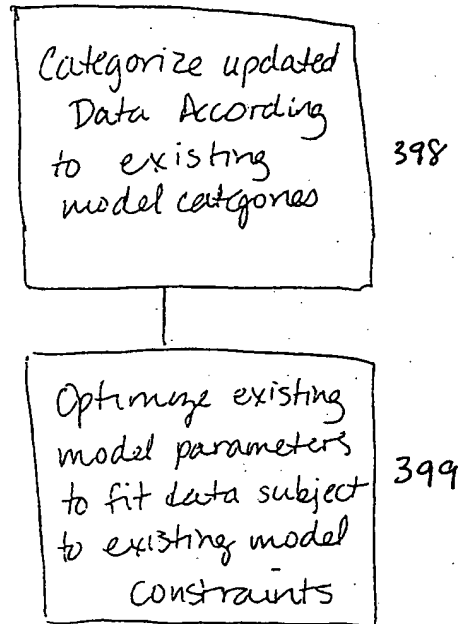 Categorize updated
Data According
to existing
model categories
398
Optimize existing
model parameters
to fit data subject
to existing model
constraints
399